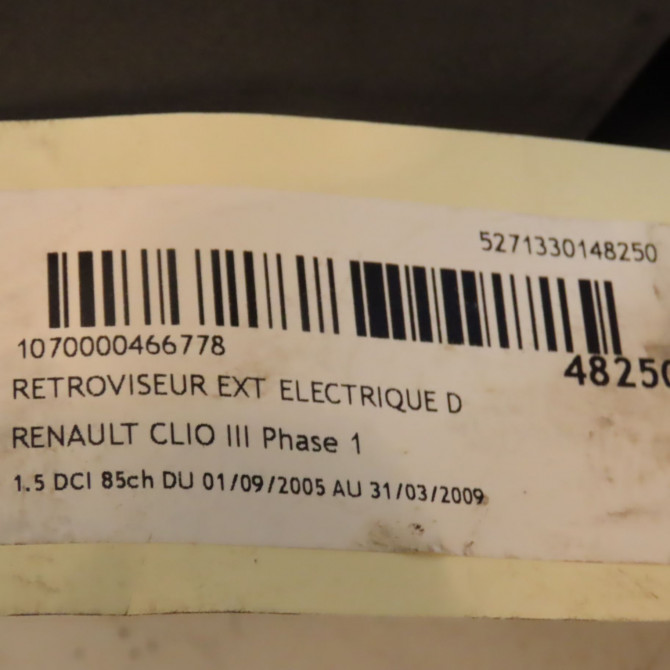 5271330148250
1070000466778
48250
RETROVISEUR EXT ELECTRIQUE D
RENAULT CLIO III Phase 1
1.5 DCI 85ch DU 01/09/2005 AU 31/03/2009